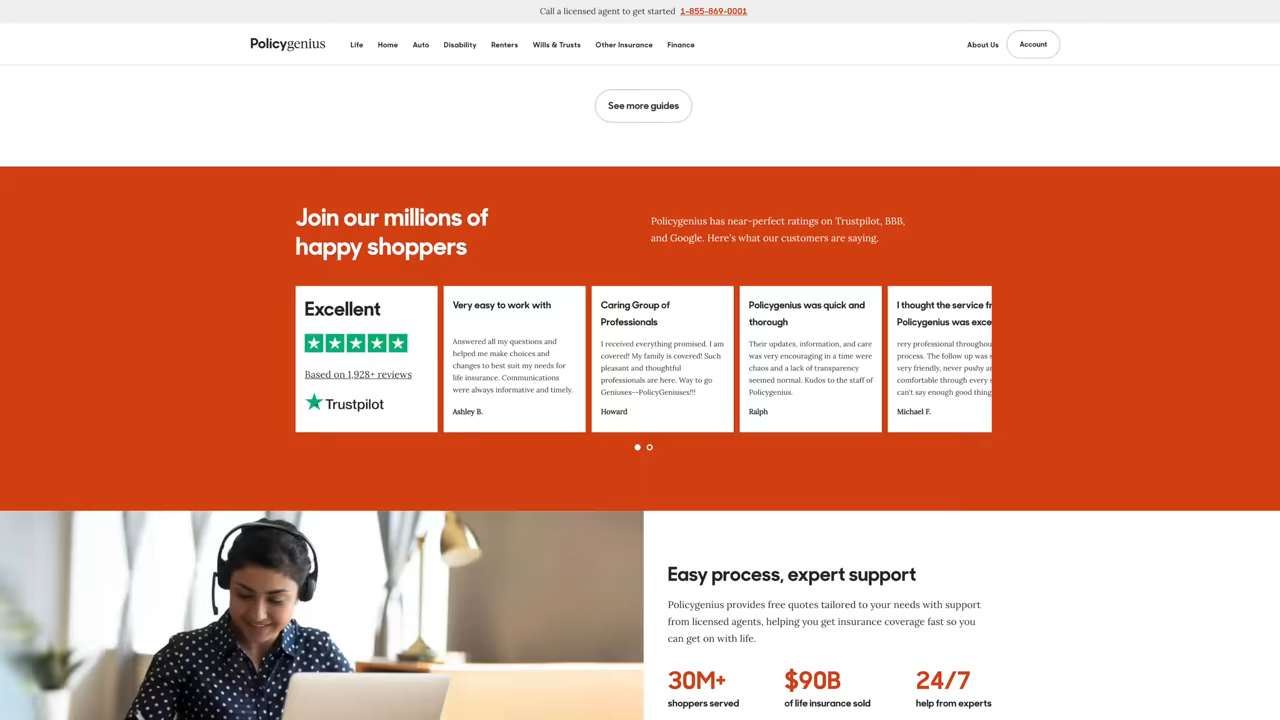 Call a licensed agent to get started 1-855-869-0001
Policygenius Life Home Auto Disability Renters Wills & Trusts Other Insurance Finance About Us Account
See more guides
Join our millions of
happy shoppers
Policygenius has near-perfect ratings on Trustpilot, BBB,
and Google. Here's what our customers are saying.
Excellent
Based on 1,928+ reviews
Trustpilot
Very easy to work with
Answered all my questions and
helped me make choices and
changes to best suit my needs for
life insurance. Communications
were always informative and timely.
Ashley B.
Caring Group of
Professionals
I received everything promised. I am
covered! My family is covered! Such
pleasant and thoughtful
professionals are here. Way to go
Geniuses--PolicyGeniuses!!!
Howard
Policygenius was quick and
thorough
Their updates, information, and care
was very encouraging in a time were
chaos and a lack of transparency
seemed normal. Kudos to the staff of
Policygenius.
Ralph
I thought the service
Policygenius was
rery professional
process. The follow up was
very friendly, never pushy
comfortable through every
can't say enough good
Michael F.
Easy process, expert support
Policygenius provides free quotes tailored to your needs with support
from licensed agents, helping you get insurance coverage fast so you
can get on with life.
30M+
shoppers served
$90B
of life insurance sold
24/7
help from experts